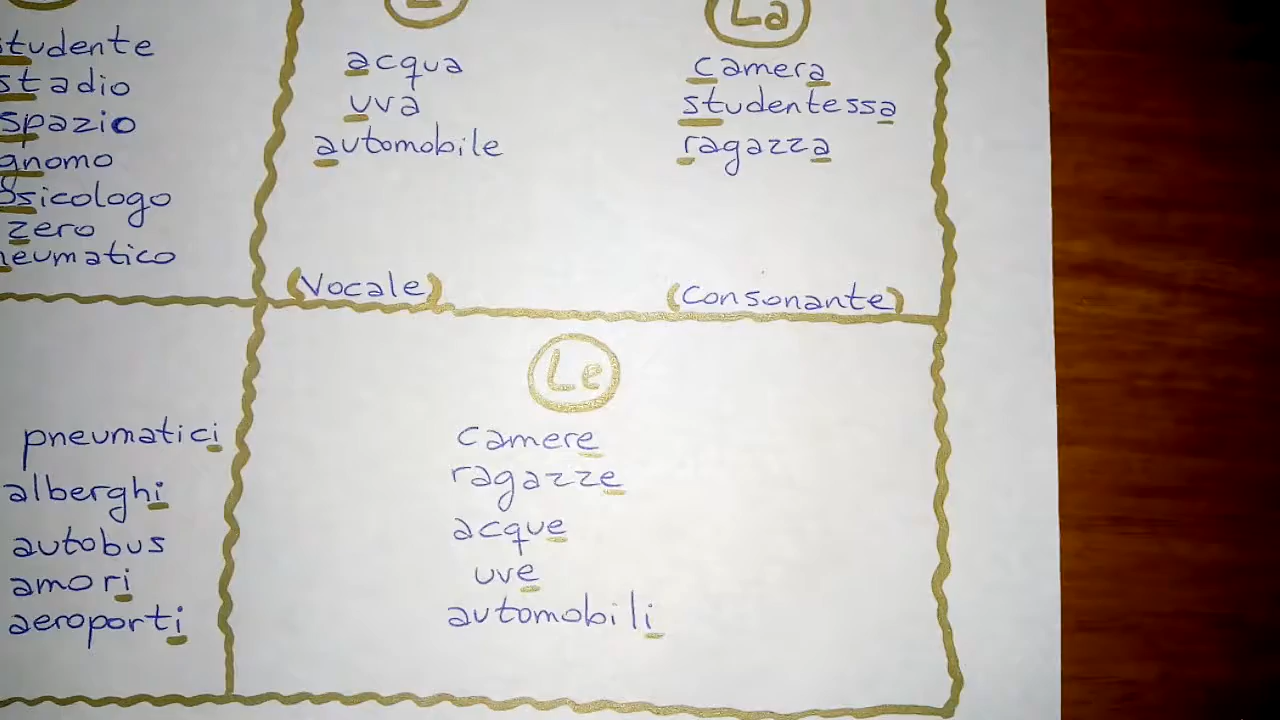 La
studente
stadio
spazio
gnomo
psicologo
zero
neumatico
acqua
uva
automobile
(Vocale)
camera
studentessa
ragazza
(Consonante)
pneumatici
alberghi
autobus
amori
aeroporti
Le
camere
ragazze
acque
uve
automobili